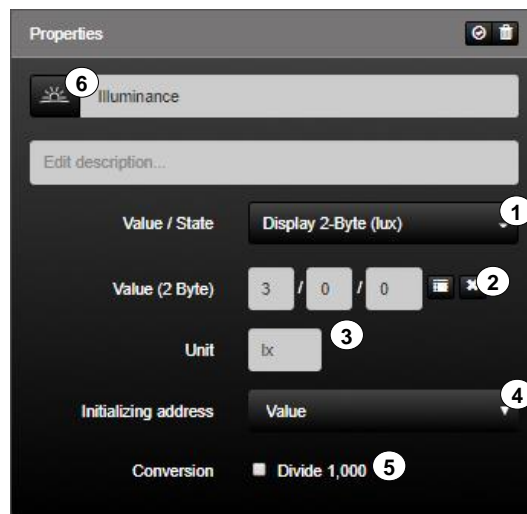 Properties
6
Illuminance
Edit description...
Value / State Display 2-Byte (lux) 1
Value (2 Byte) 3 / 0 / 0 2
Unit lx 3
Initializing address Value 4
Conversion Divide 1,000 5